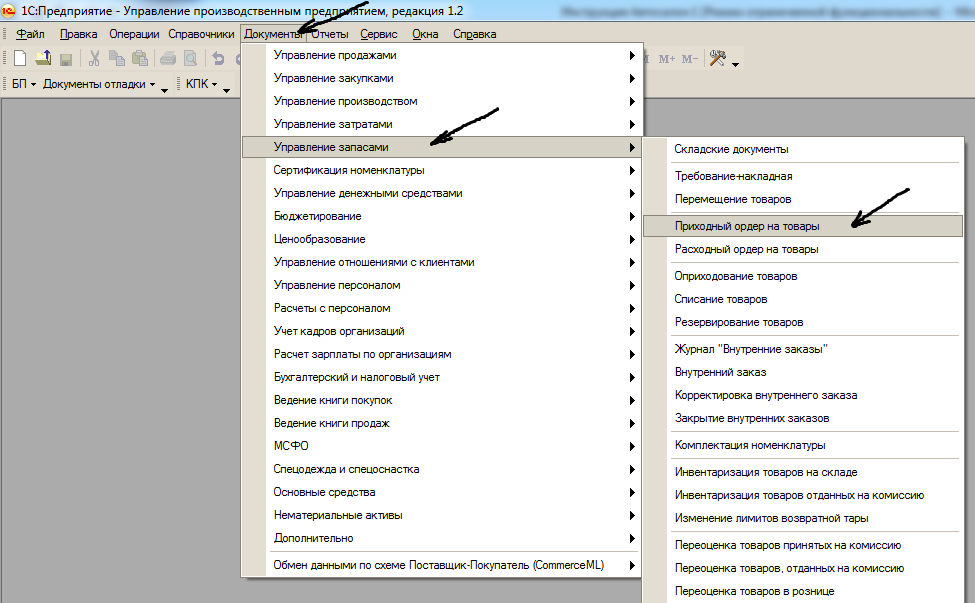 1С:Предприятие - Управление производственным предприятием, редакция 1.2
Файл Правка Операции Справочники Документы Отчеты Сервис Окна Справка
M+ M-
БП Документы отладки КПК
Управление продажами
Управление закупками
Управление производством
Управление затратами
Управление запасами
Сертификация номенклатуры
Управление денежными средствами
Бюджетирование
Ценообразование
Управление отношениями с клиентами
Управление персоналом
Расчеты с персоналом
Учет кадров организаций
Расчет зарплаты по организациям
Бухгалтерский и налоговый учет
Ведение книги покупок
Ведение книги продаж
МСФО
Спецодежда и спецоснастка
Основные средства
Нематериальные активы
Дополнительно
Обмен данными по схеме Поставщик-Покупатель (CommerceML)
Складские документы
Требование-накладная
Перемещение товаров
Приходный ордер на товары
Расходный ордер на товары
Оприходование товаров
Списание товаров
Резервирование товаров
Журнал "Внутренние заказы"
Внутренний заказ
Корректировка внутреннего заказа
Закрытие внутренних заказов
Комплектация номенклатуры
Инвентаризация товаров на складе
Инвентаризация товаров отданных на комиссию
Изменение лимитов возвратной тары
Переоценка товаров принятых на комиссию
Переоценка товаров, отданных на комиссию
Переоценка товаров в рознице